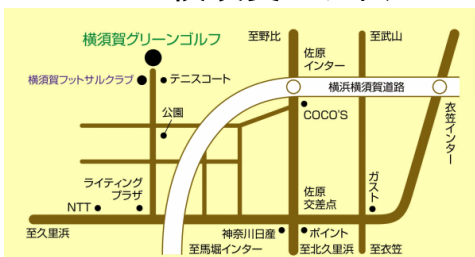 横須賀グリーンゴルフ
至野比
至武山
佐原
インター
横須賀フットサルクラブ
テニスコート
横浜横須賀道路
公園
COCO'S
衣笠インター
ライティング
プラザ
佐原
交差点
ガスト
NTT
至久里浜
神奈川日産
ポイント
至馬堀インター
至北久里浜
至衣笠